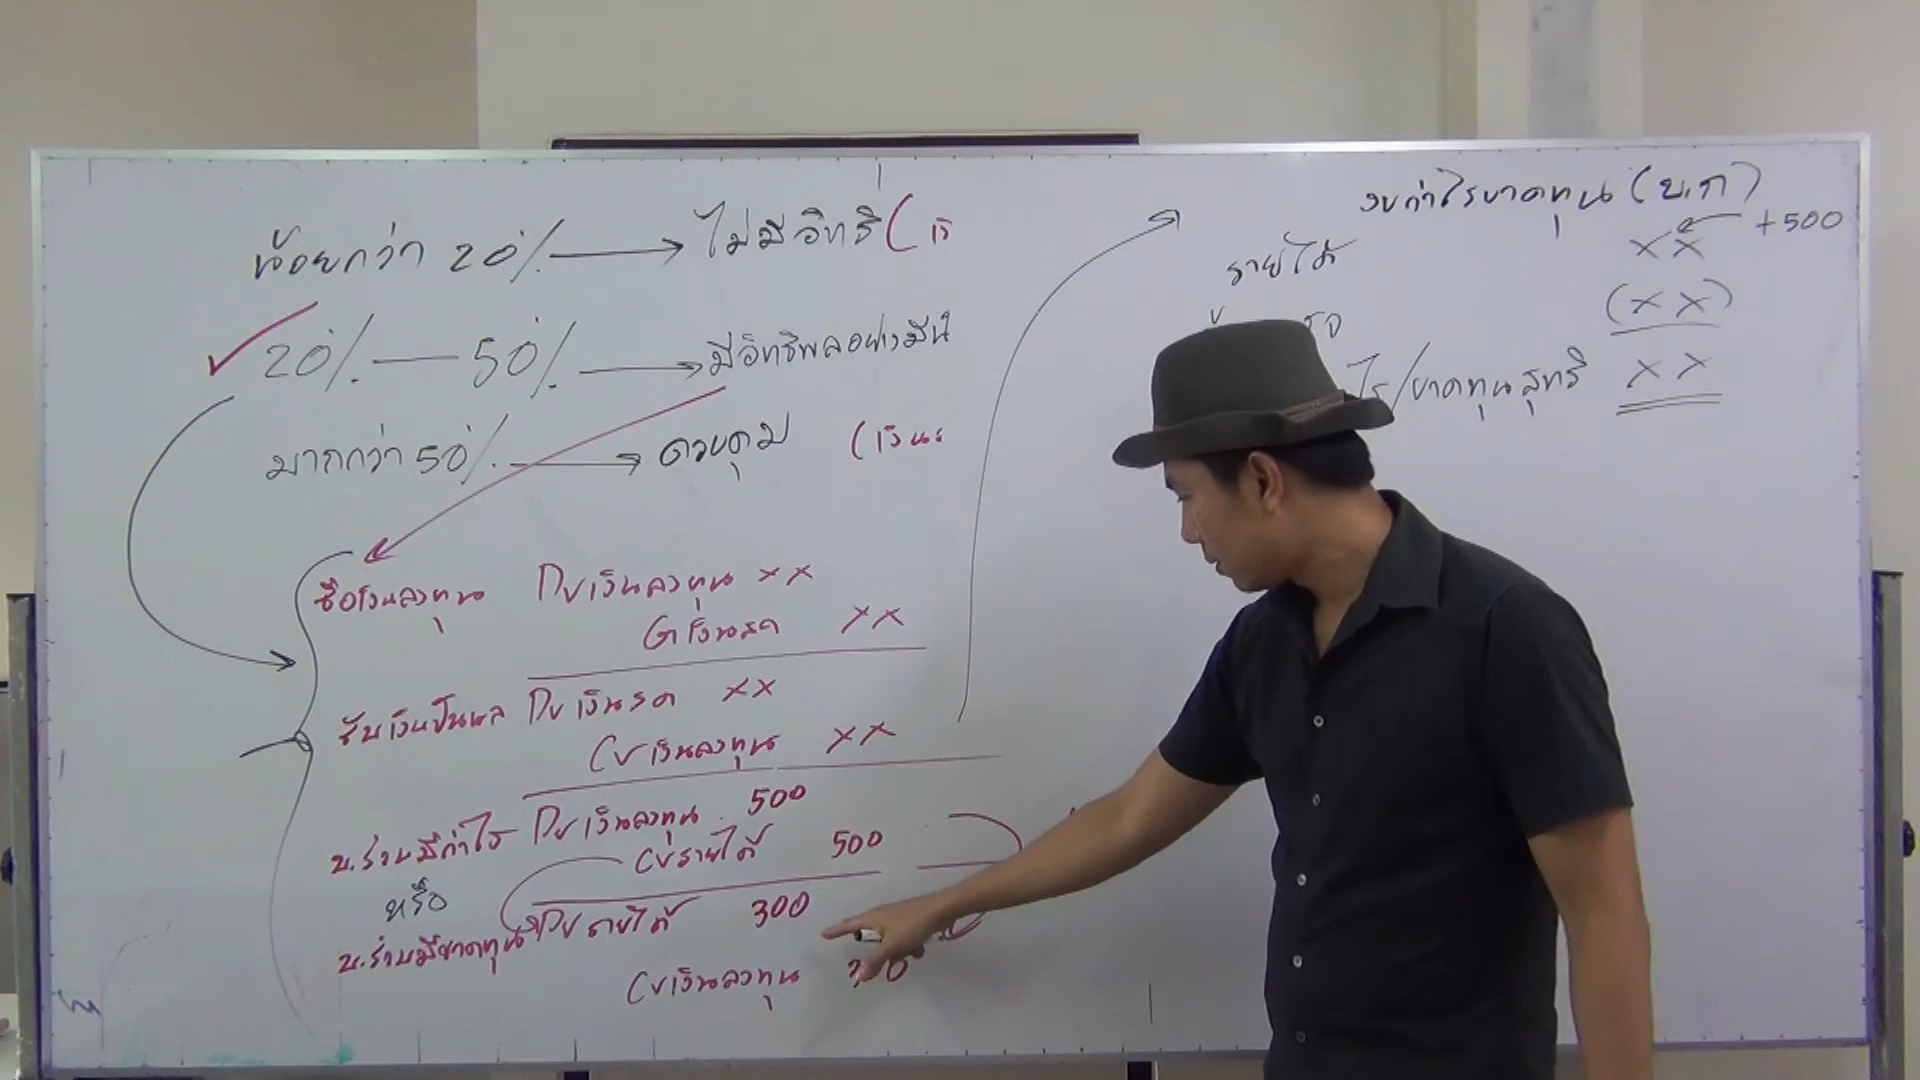 น้อยกว่า 20% → ไม่มีอิทธิ (เงิ
20% — 50% → มีอิทธิพลอย่างมีนั
มากกว่า 50% → ควบคุม (เงินล
ซื้อเงินลงทุน Dr เงินลงทุน xx
Cr เงินสด xx
รับเงินปันผล Dr เงินสด xx
Cr เงินลงทุน xx
บ.ร่วมมีกำไร Dr เงินลงทุน 500
Cr รายได้ 500
หรือ
บ.ร่วมมีขาดทุน Dr รายได้ 300
Cr เงินลงทุน
งบกำไรขาดทุน (บ.ก)
+500
รายได้ xx
(xx)
ไร/ขาดทุนสุทธิ xx